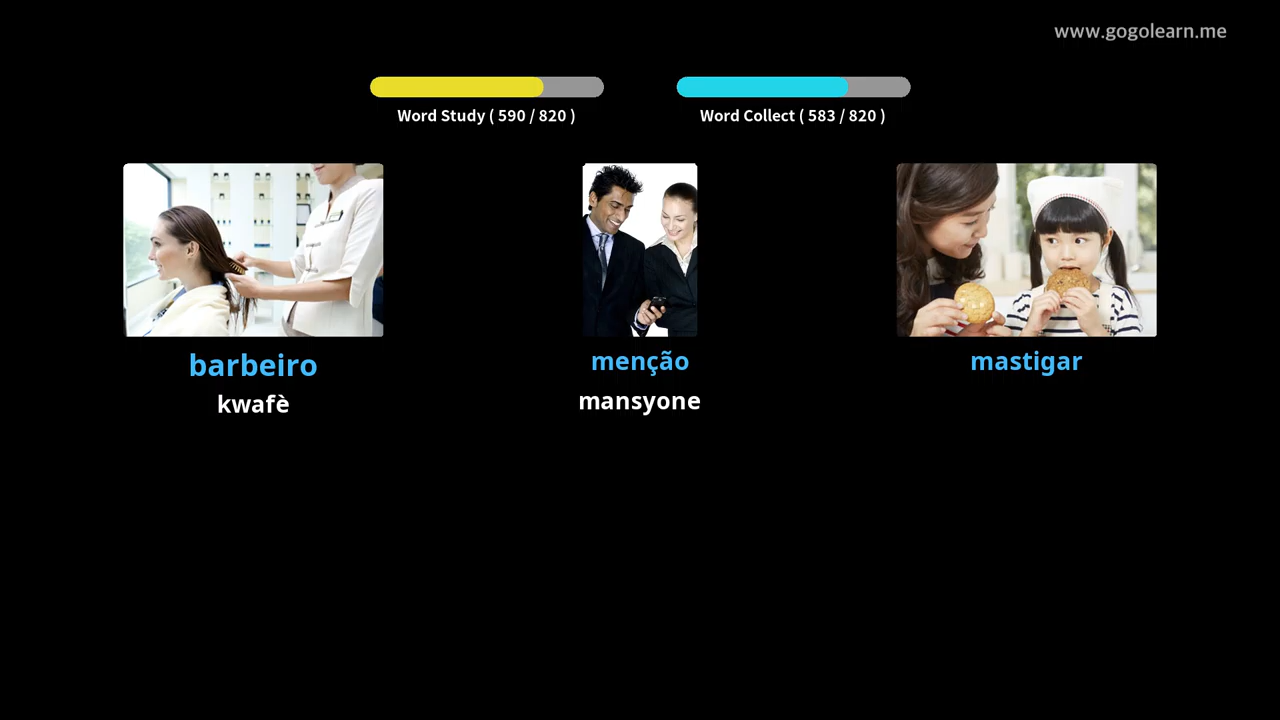 www.gogolearn.me
Word Study ( 590 / 820 )
Word Collect ( 583 / 820 )
barbeiro
kwafè
menção
mansyone
mastigar